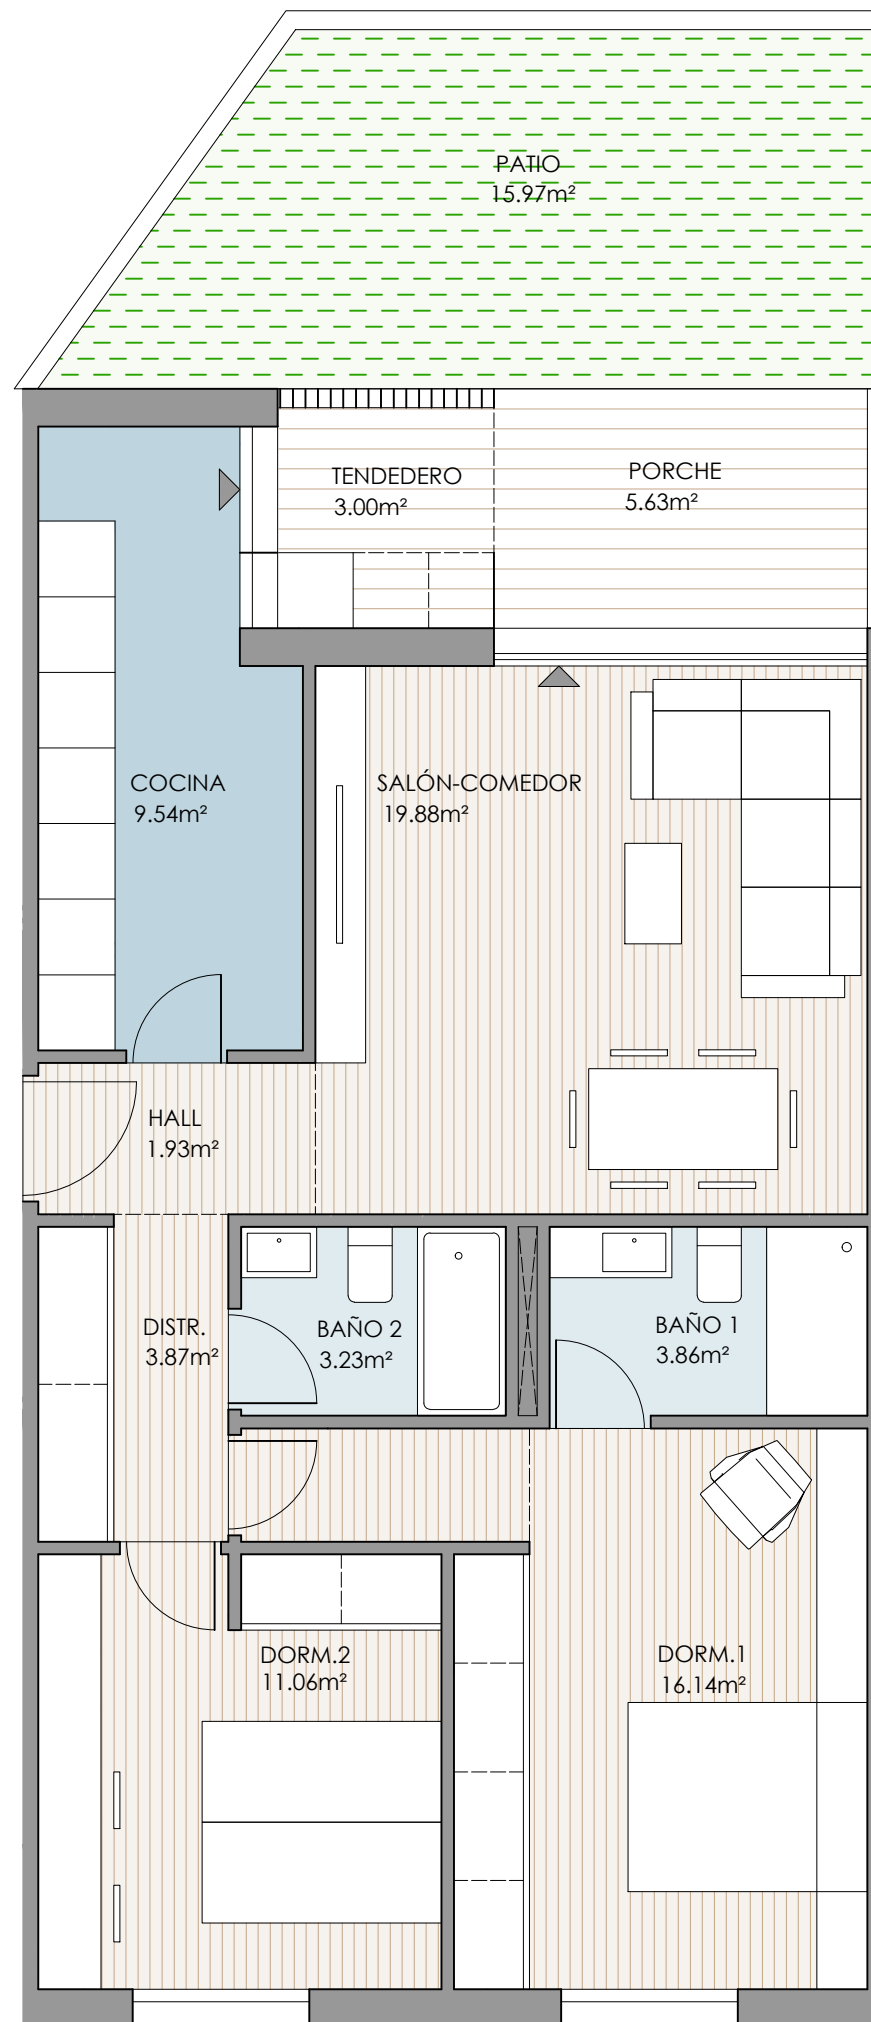 PATIO
15.97m²
TENDEDERO
3.00m²
PORCHE
5.63m²
COCINA
9.54m²
SALÓN-COMEDOR
19.88m²
HALL
1.93m²
DISTR.
3.87m²
BAÑO 2
3.23m²
BAÑO 1
3.86m²
DORM.2
11.06m²
DORM.1
16.14m²